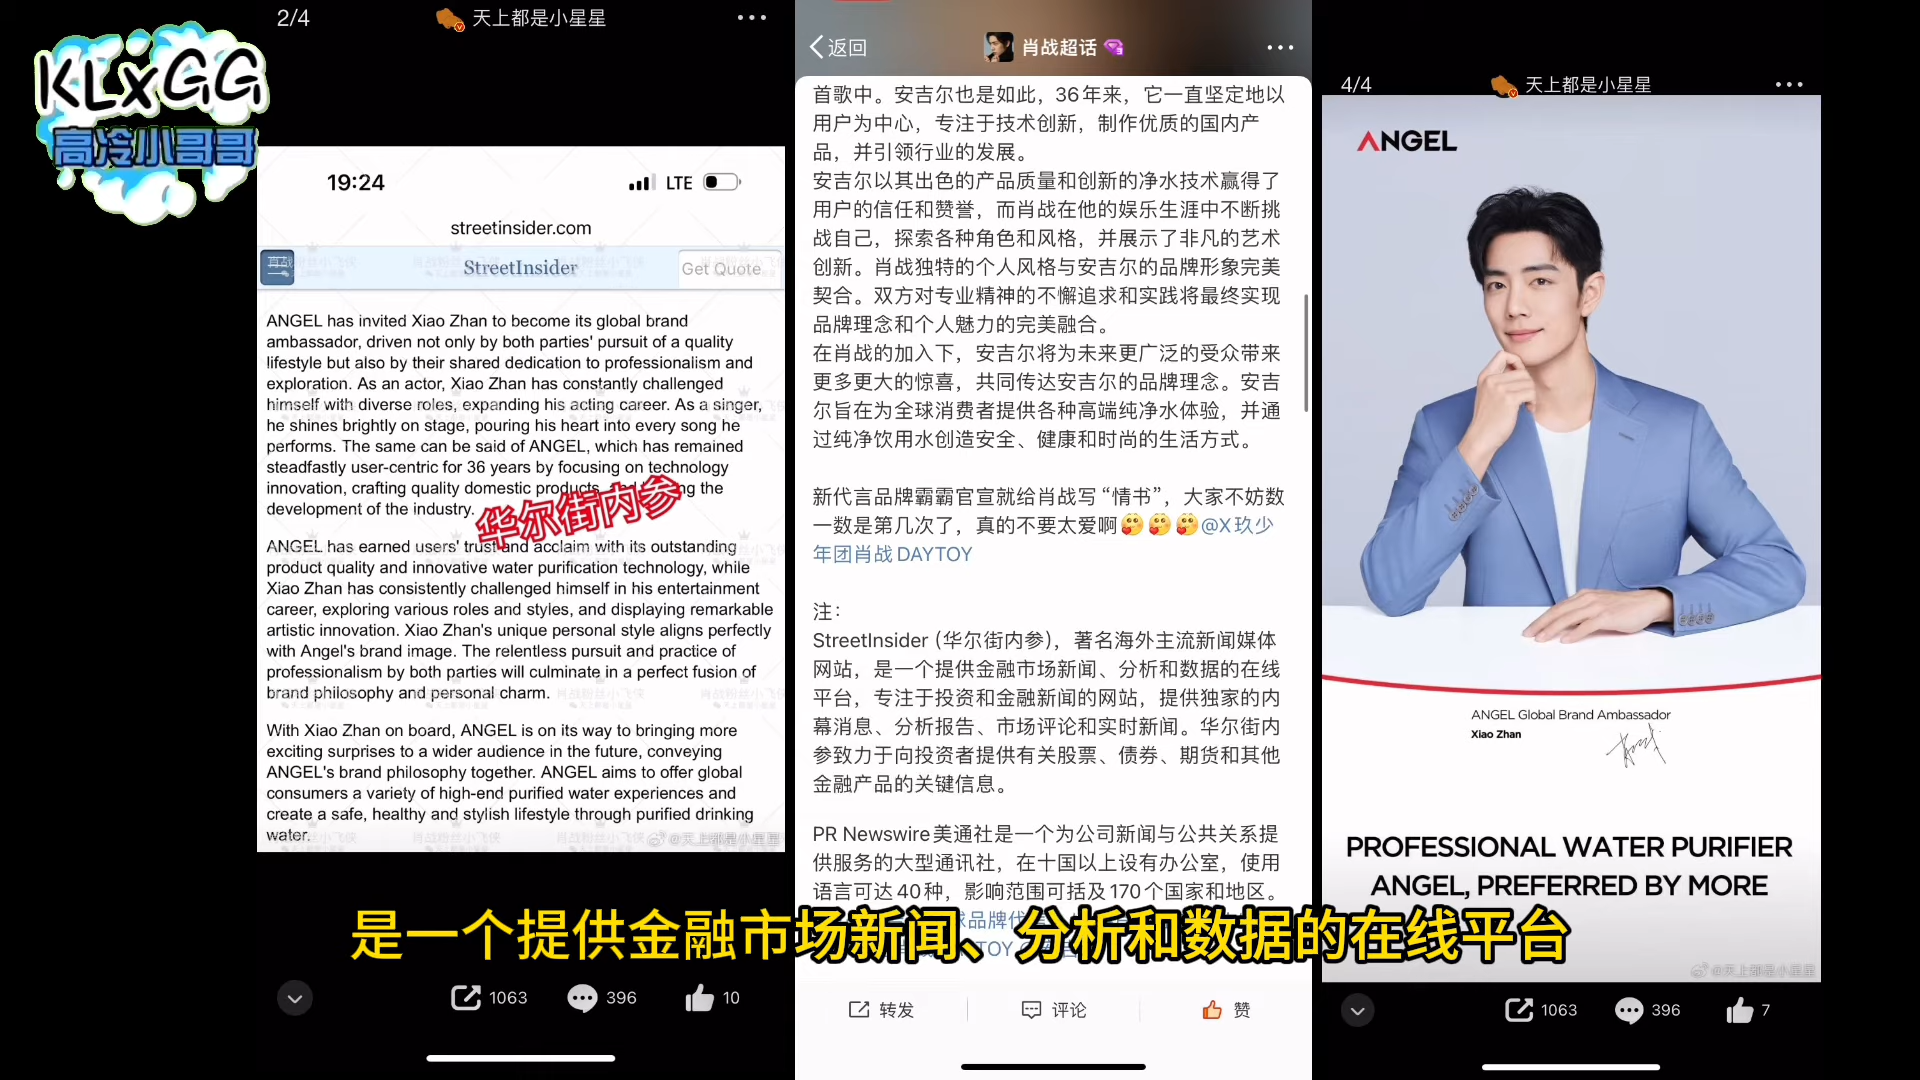 KLxGG
高冷小哥哥
2/4
天上都是小星星
19:24
LTE
streetinsider.com
StreetInsider
Get Quote
ANGEL has invited Xiao Zhan to become its global brand
ambassador, driven not only by both parties' pursuit of a quality
lifestyle but also by their shared dedication to professionalism and
exploration. As an actor, Xiao Zhan has constantly challenged
himself with diverse roles, expanding his acting career. As a singer,
he shines brightly on stage, pouring his heart into every song he
performs. The same can be said of ANGEL, which has remained
steadfastly user-centric for 36 years by focusing on technology
innovation, crafting quality domestic products, the
development of the industry.
华尔街内参
ANGEL has earned users' trust and acclaim with its outstanding
product quality and innovative water purification technology, while
Xiao Zhan has consistently challenged himself in his entertainment
career, exploring various roles and styles, and displaying remarkable
artistic innovation. Xiao Zhan's unique personal style aligns perfectly
with Angel's brand image. The relentless pursuit and practice of
professionalism by both parties will culminate in a perfect fusion of
brand philosophy and personal charm.
With Xiao Zhan on board, ANGEL is on its way to bringing more
exciting surprises to a wider audience in the future, conveying
ANGEL's brand philosophy together. ANGEL aims to offer global
consumers a variety of high-end purified water experiences and
create a safe, healthy and stylish lifestyle through purified drinking
water.
@天上都是小星星
1063
396
10
返回
肖战超话
首歌中。安吉尔也是如此，36年来，它一直坚定地以
用户为中心，专注于技术创新，制作优质的国内产
品，并引领行业的发展。
安吉尔以其出色的产品质量和创新的净水技术赢得了
用户的信任和赞誉，而肖战在他的娱乐生涯中不断挑
战自己，探索各种角色和风格，并展示了非凡的艺术
创新。肖战独特的个人风格与安吉尔的品牌形象完美
契合。双方对专业精神的不懈追求和实践将最终实现
品牌理念和个人魅力的完美融合。
在肖战的加入下，安吉尔将为未来更广泛的受众带来
更多更大的惊喜，共同传达安吉尔的品牌理念。安吉
尔旨在为全球消费者提供各种高端纯净水体验，并通
过纯净饮用水创造安全、健康和时尚的生活方式。
新代言品牌霸霸官宣就给肖战写“情书”，大家不妨数
一数是第几次了，真的不要太爱啊@X玖少
年团肖战DAYTOY
注：
StreetInsider (华尔街内参)，著名海外主流新闻媒体
网站，是一个提供金融市场新闻、分析和数据的在线
平台，专注于投资和金融新闻的网站，提供独家的内
幕消息、分析报告、市场评论和实时新闻。华尔街内
参致力于向投资者提供有关股票、债券、期货和其他
金融产品的关键信息。
PR Newswire美通社是一个为公司新闻与公共关系提
供服务的大型通讯社，在十国以上设有办公室，使用
语言可达40种，影响范围可括及170个国家和地区。
是一个提供金融市场新闻、分析和数据的在线平台
转发
评论
赞
4/4
天上都是小星星
ANGEL
ANGEL Global Brand Ambassador
Xiao Zhan
PROFESSIONAL WATER PURIFIER
ANGEL, PREFERRED BY MORE
@天上都是小星星
1063
396
7